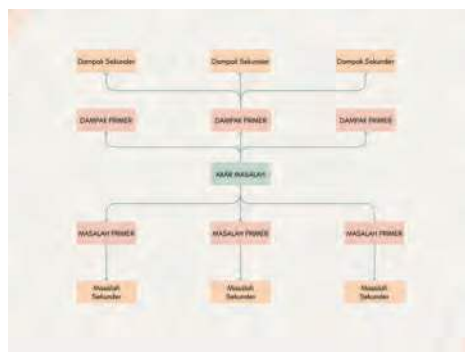 Dampak Sekunder Dampak Sekunder Dampak Sekunder
DAMPAK PRIMER DAMPAK PRIMER DAMPAK PRIMER
AKAR MASALAH
MASALAH PRIMER MASALAH PRIMER MASALAH PRIMER
Masalah Masalah Masalah
Sekunder Sekunder Sekunder